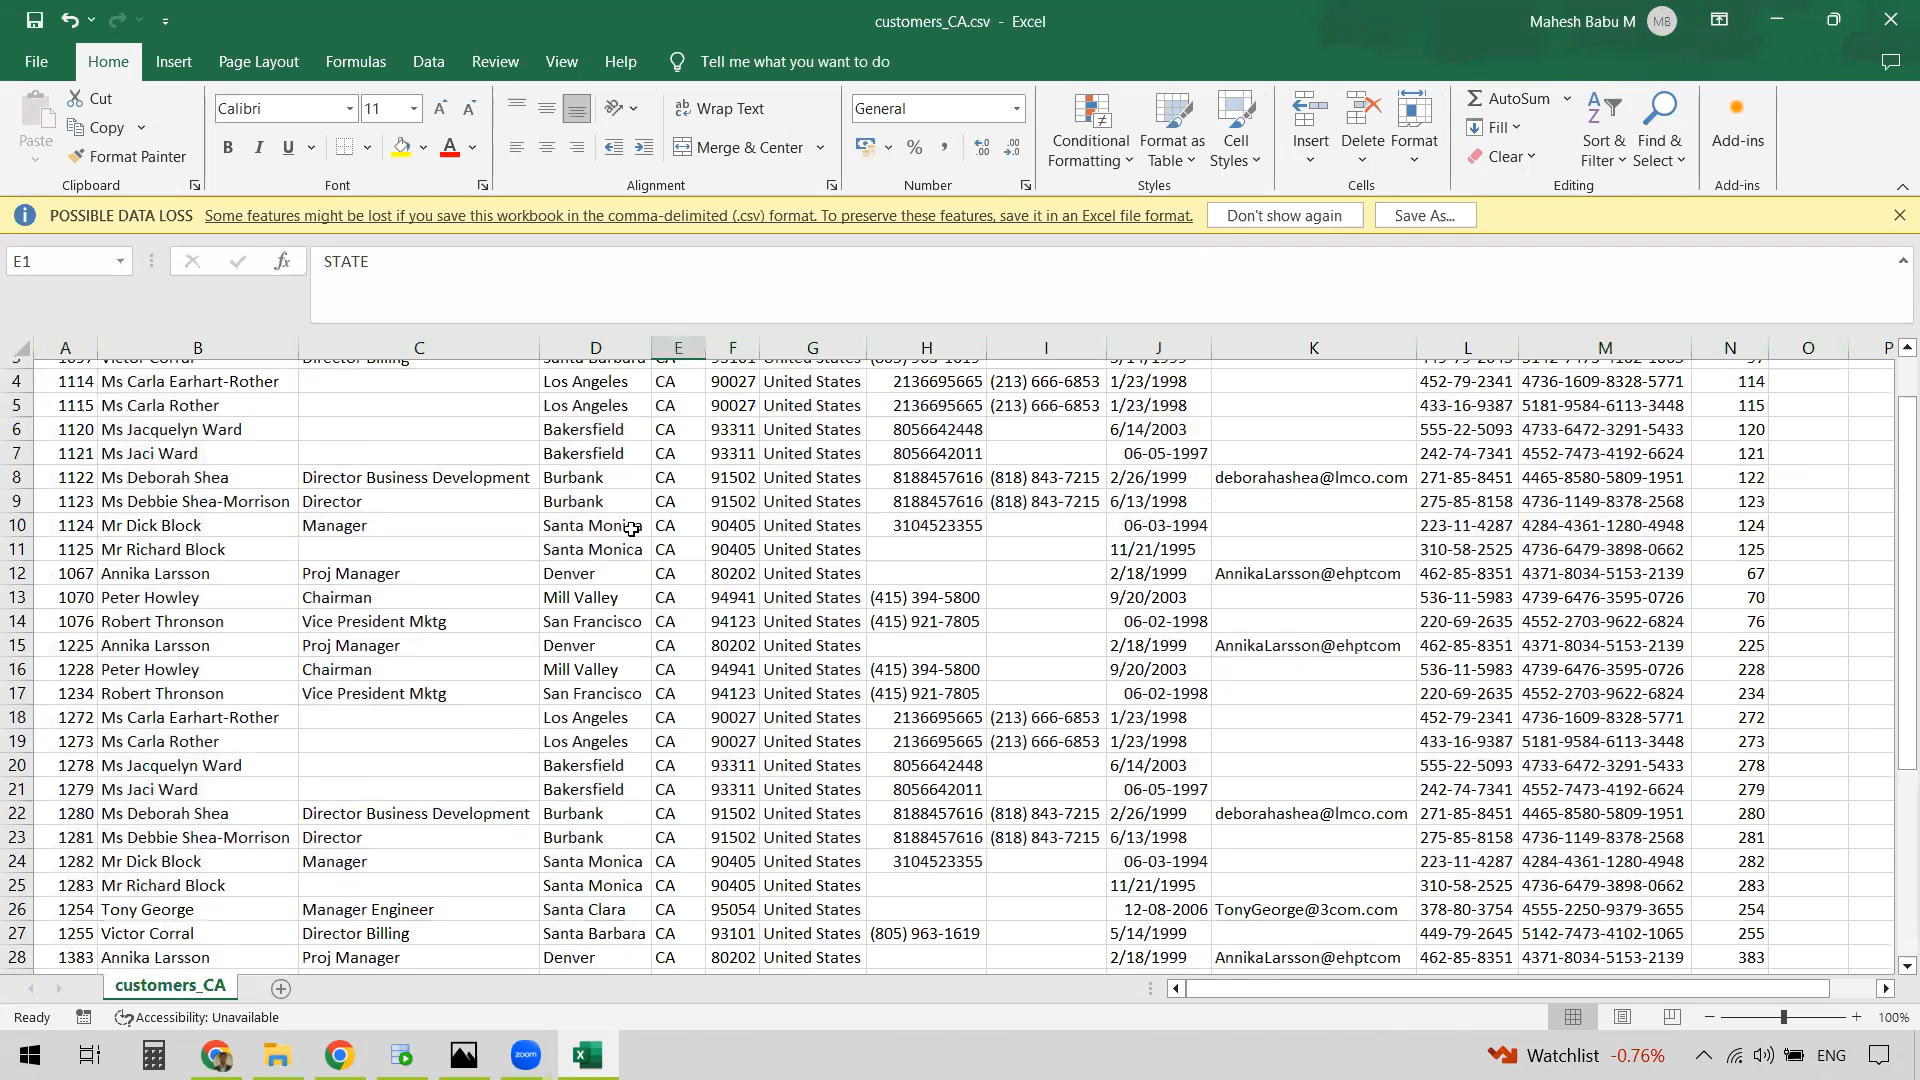 customers_CA.csv - Excel
Mahesh Babu M MB
File Home Insert Page Layout Formulas Data Review View Help Tell me what you want to do
Paste Cut Copy Format Painter Clipboard
Calibri 11 B I U A Font
Wrap Text Merge & Center Alignment
General % Number
Conditional Formatting Format as Table Cell Styles Styles
Insert Delete Format Cells
AutoSum Fill Clear Sort & Filter Find & Select Editing
Add-ins Add-ins
POSSIBLE DATA LOSS Some features might be lost if you save this workbook in the comma-delimited (.csv) format. To preserve these features, save it in an Excel file format. Don't show again Save As...
E1 fx STATE
A B C D E F G H I J K L M N O P
4 1114 Ms Carla Earhart-Rother Los Angeles CA 90027 United States 2136695665 (213) 666-6853 1/23/1998 452-79-2341 4736-1609-8328-5771 114
5 1115 Ms Carla Rother Los Angeles CA 90027 United States 2136695665 (213) 666-6853 1/23/1998 433-16-9387 5181-9584-6113-3448 115
6 1120 Ms Jacquelyn Ward Bakersfield CA 93311 United States 8056642448 6/14/2003 555-22-5093 4733-6472-3291-5433 120
7 1121 Ms Jaci Ward Bakersfield CA 93311 United States 8056642011 06-05-1997 242-74-7341 4552-7473-4192-6624 121
8 1122 Ms Deborah Shea Director Business Development Burbank CA 91502 United States 8188457616 (818) 843-7215 2/26/1999 deborahashea@lmco.com 271-85-8451 4465-8580-5809-1951 122
9 1123 Ms Debbie Shea-Morrison Director Burbank CA 91502 United States 8188457616 (818) 843-7215 6/13/1998 275-85-8158 4736-1149-8378-2568 123
10 1124 Mr Dick Block Manager Santa Monica CA 90405 United States 3104523355 06-03-1994 223-11-4287 4284-4361-1280-4948 124
11 1125 Mr Richard Block Santa Monica CA 90405 United States 11/21/1995 310-58-2525 4736-6479-3898-0662 125
12 1067 Annika Larsson Proj Manager Denver CA 80202 United States 2/18/1999 AnnikaLarsson@ehptcom 462-85-8351 4371-8034-5153-2139 67
13 1070 Peter Howley Chairman Mill Valley CA 94941 United States (415) 394-5800 9/20/2003 536-11-5983 4739-6476-3595-0726 70
14 1076 Robert Thronson Vice President Mktg San Francisco CA 94123 United States (415) 921-7805 06-02-1998 220-69-2635 4552-2703-9622-6824 76
15 1225 Annika Larsson Proj Manager Denver CA 80202 United States 2/18/1999 AnnikaLarsson@ehptcom 462-85-8351 4371-8034-5153-2139 225
16 1228 Peter Howley Chairman Mill Valley CA 94941 United States (415) 394-5800 9/20/2003 536-11-5983 4739-6476-3595-0726 228
17 1234 Robert Thronson Vice President Mktg San Francisco CA 94123 United States (415) 921-7805 06-02-1998 220-69-2635 4552-2703-9622-6824 234
18 1272 Ms Carla Earhart-Rother Los Angeles CA 90027 United States 2136695665 (213) 666-6853 1/23/1998 452-79-2341 4736-1609-8328-5771 272
19 1273 Ms Carla Rother Los Angeles CA 90027 United States 2136695665 (213) 666-6853 1/23/1998 433-16-9387 5181-9584-6113-3448 273
20 1278 Ms Jacquelyn Ward Bakersfield CA 93311 United States 8056642448 6/14/2003 555-22-5093 4733-6472-3291-5433 278
21 1279 Ms Jaci Ward Bakersfield CA 93311 United States 8056642011 06-05-1997 242-74-7341 4552-7473-4192-6624 279
22 1280 Ms Deborah Shea Director Business Development Burbank CA 91502 United States 8188457616 (818) 843-7215 2/26/1999 deborahashea@lmco.com 271-85-8451 4465-8580-5809-1951 280
23 1281 Ms Debbie Shea-Morrison Director Burbank CA 91502 United States 8188457616 (818) 843-7215 6/13/1998 275-85-8158 4736-1149-8378-2568 281
24 1282 Mr Dick Block Manager Santa Monica CA 90405 United States 3104523355 06-03-1994 223-11-4287 4284-4361-1280-4948 282
25 1283 Mr Richard Block Santa Monica CA 90405 United States 11/21/1995 310-58-2525 4736-6479-3898-0662 283
26 1254 Tony George Manager Engineer Santa Clara CA 95054 United States 12-08-2006 TonyGeorge@3com.com 378-80-3754 4555-2250-9379-3655 254
27 1255 Victor Corral Director Billing Santa Barbara CA 93101 United States (805) 963-1619 5/14/1999 449-79-2645 5142-7473-4102-1065 255
28 1383 Annika Larsson Proj Manager Denver CA 80202 United States 2/18/1999 AnnikaLarsson@ehptcom 462-85-8351 4371-8034-5153-2139 383
customers_CA
Ready Accessibility: Unavailable 100%
zoom Watchlist -0.76% ENG